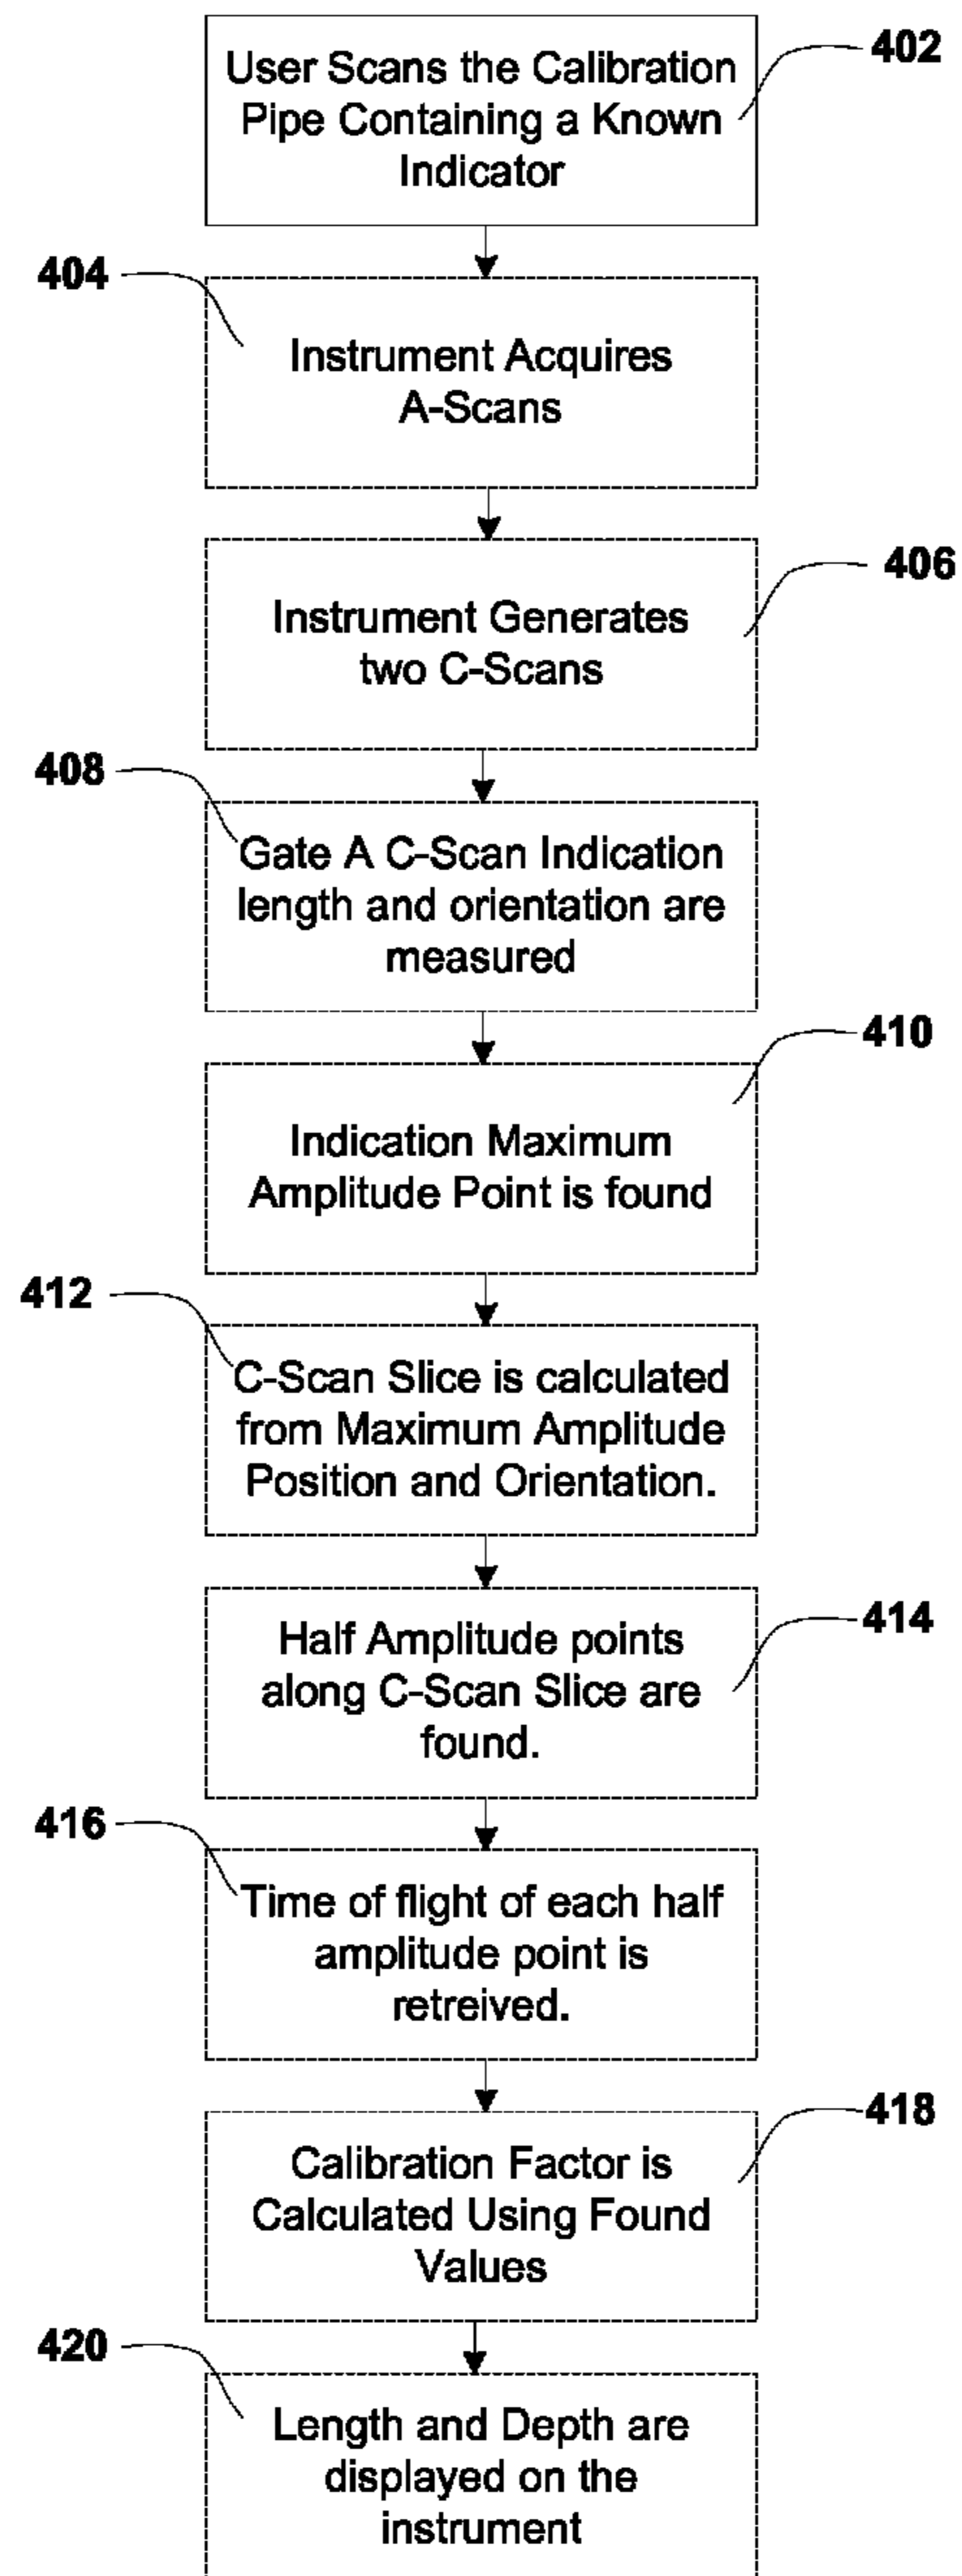 402
User Scans the Calibration
Pipe Containing a Known
Indicator
404
Instrument Acquires
A-Scans
406
Instrument Generates
two C-Scans
408
Gate A C-Scan Indication
length and orientation are
measured
410
Indication Maximum
Amplitude Point is found
412
C-Scan Slice is calculated
from Maximum Amplitude
Position and Orientation.
414
Half Amplitude points
along C-Scan Slice are
found.
416
Time of flight of each half
amplitude point is
retreived.
418
Calibration Factor is
Calculated Using Found
Values
420
Length and Depth are
displayed on the
instrument